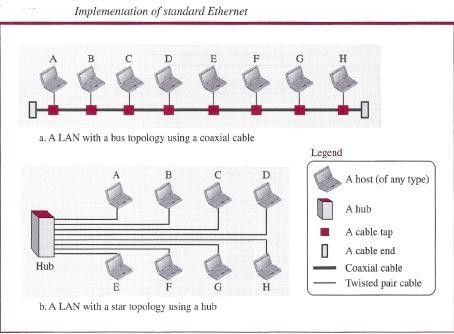 Implementation of standard Ethernet
A B C D E F G H
a. A LAN with a bus topology using a coaxial cable
Legend
A host (of any type)
A hub
A cable tap
A cable end
Coaxial cable
Twisted pair cable
A B C D
Hub
E F G H
b. A LAN with a star topology using a hub